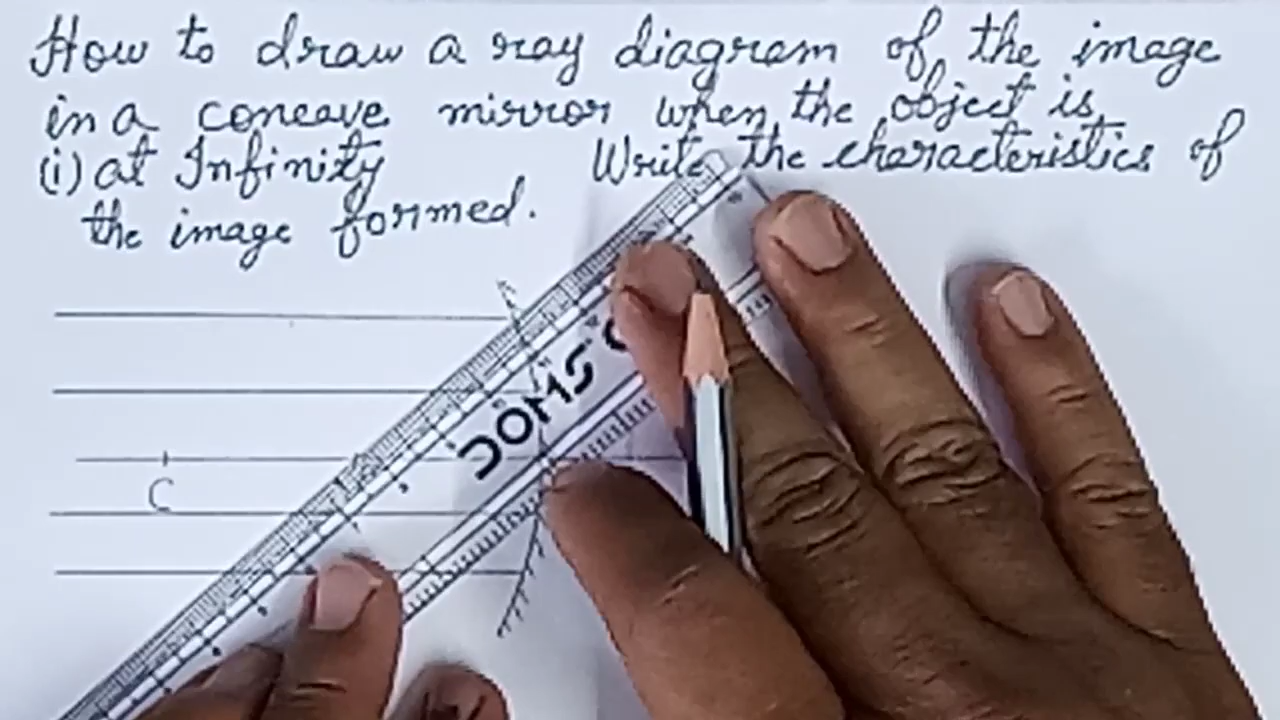 How to draw a ray diagram of the image
in a concave mirror when the object is
(i) at Infinity Write the characteristics of
the image formed.
DOMS
C